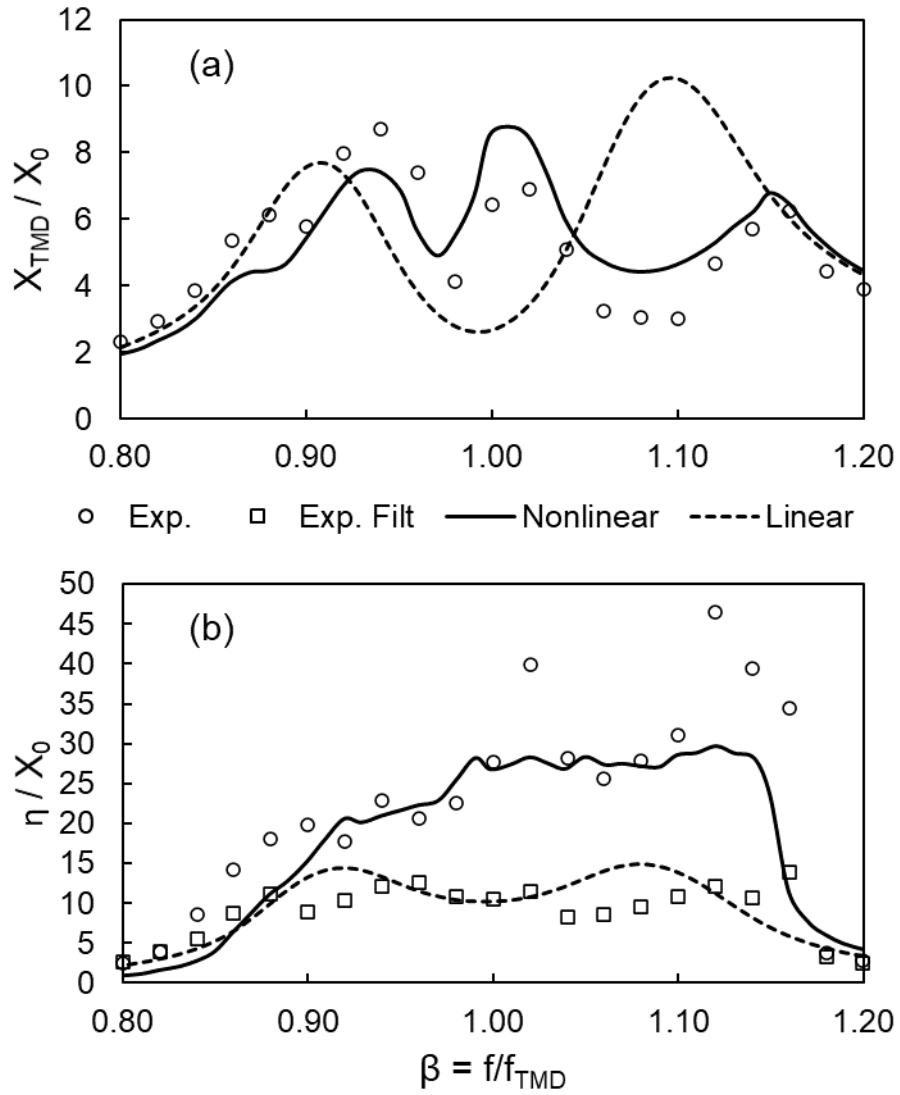 12
(a)
10
8
6
4
2
0
X_TMD / X_0
0.80 0.90 1.00 1.10 1.20
Exp. Exp. Filt Nonlinear Linear
50
(b)
45
40
35
30
25
20
15
10
5
0
η / X_0
0.80 0.90 1.00 1.10 1.20
β = f/f_TMD